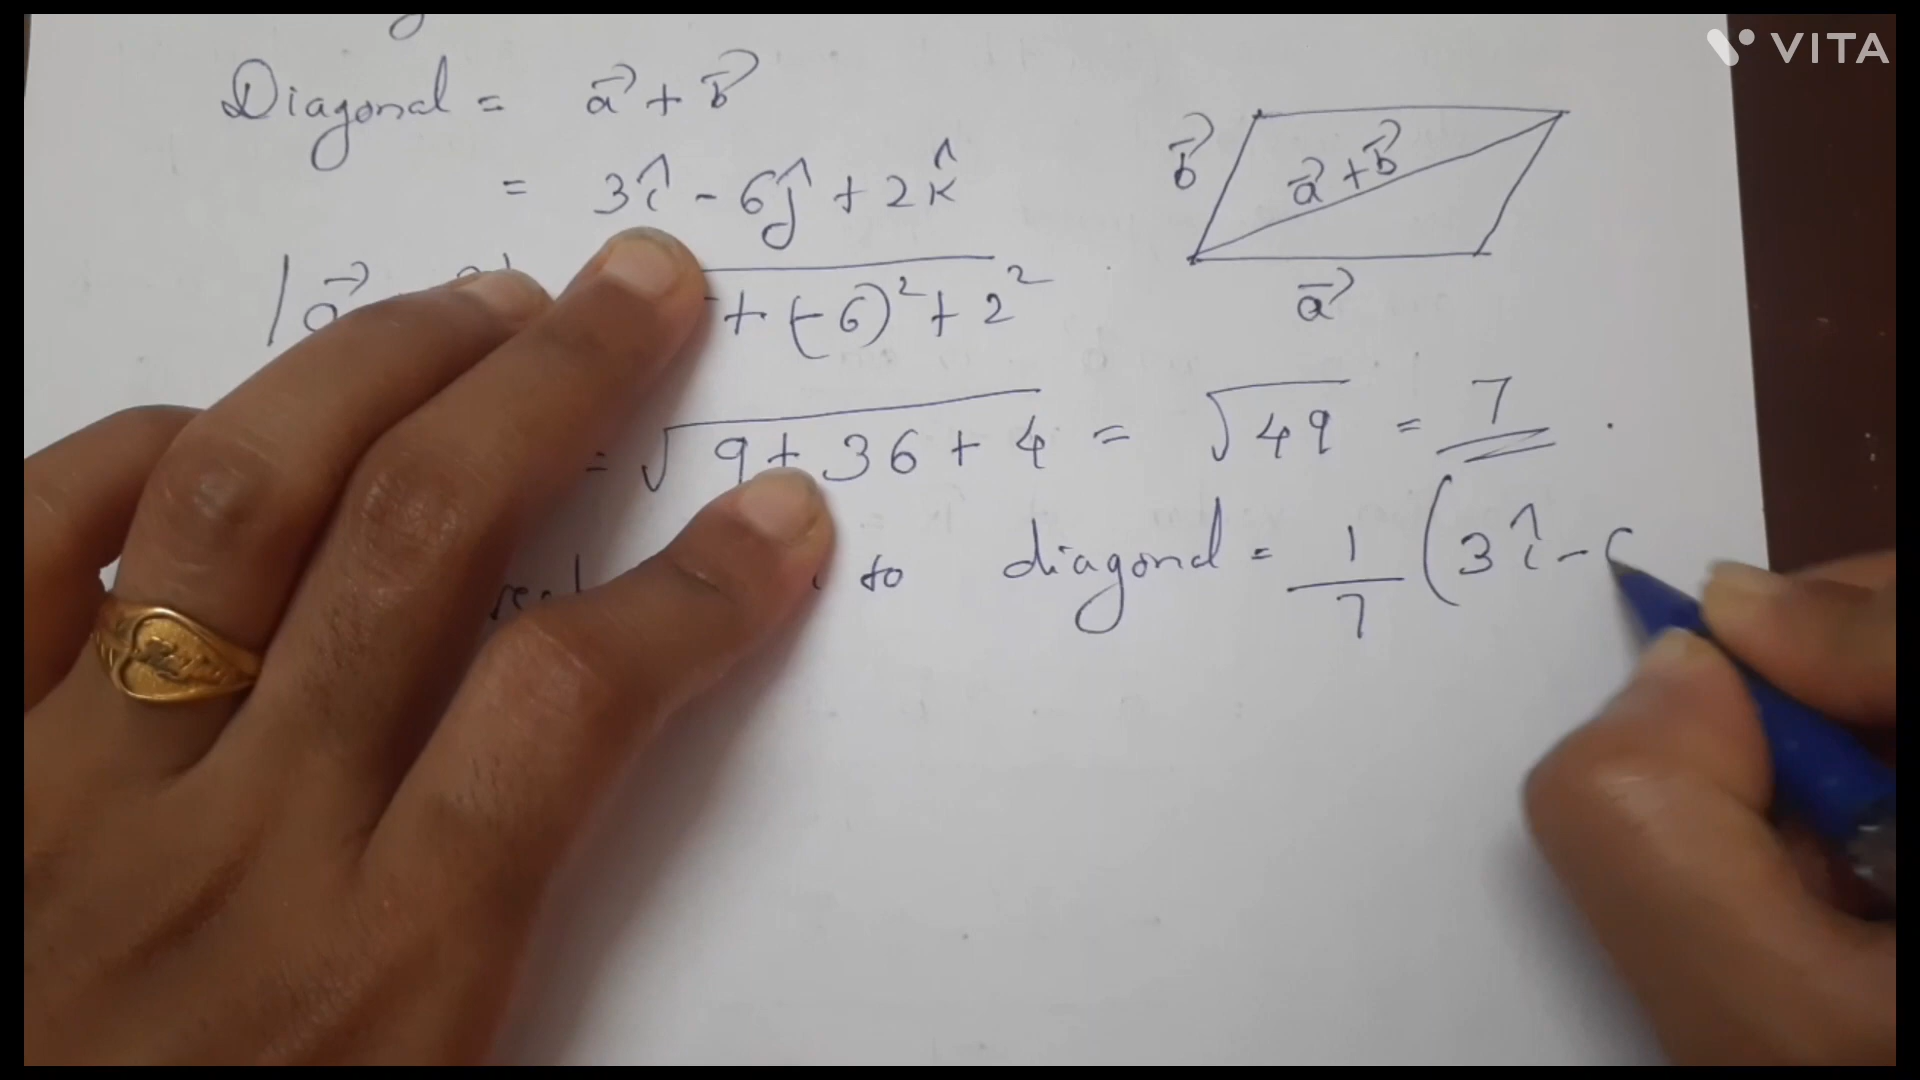 VITA
Diagonal = a⃗ + b⃗
= 3î - 6ĵ + 2k̂
|a⃗ + (-6)² + 2²
= √9 + 36 + 4 = √49 = 7
to diagonal = 1/7 (3î -
b⃗
a⃗ + b⃗
a⃗